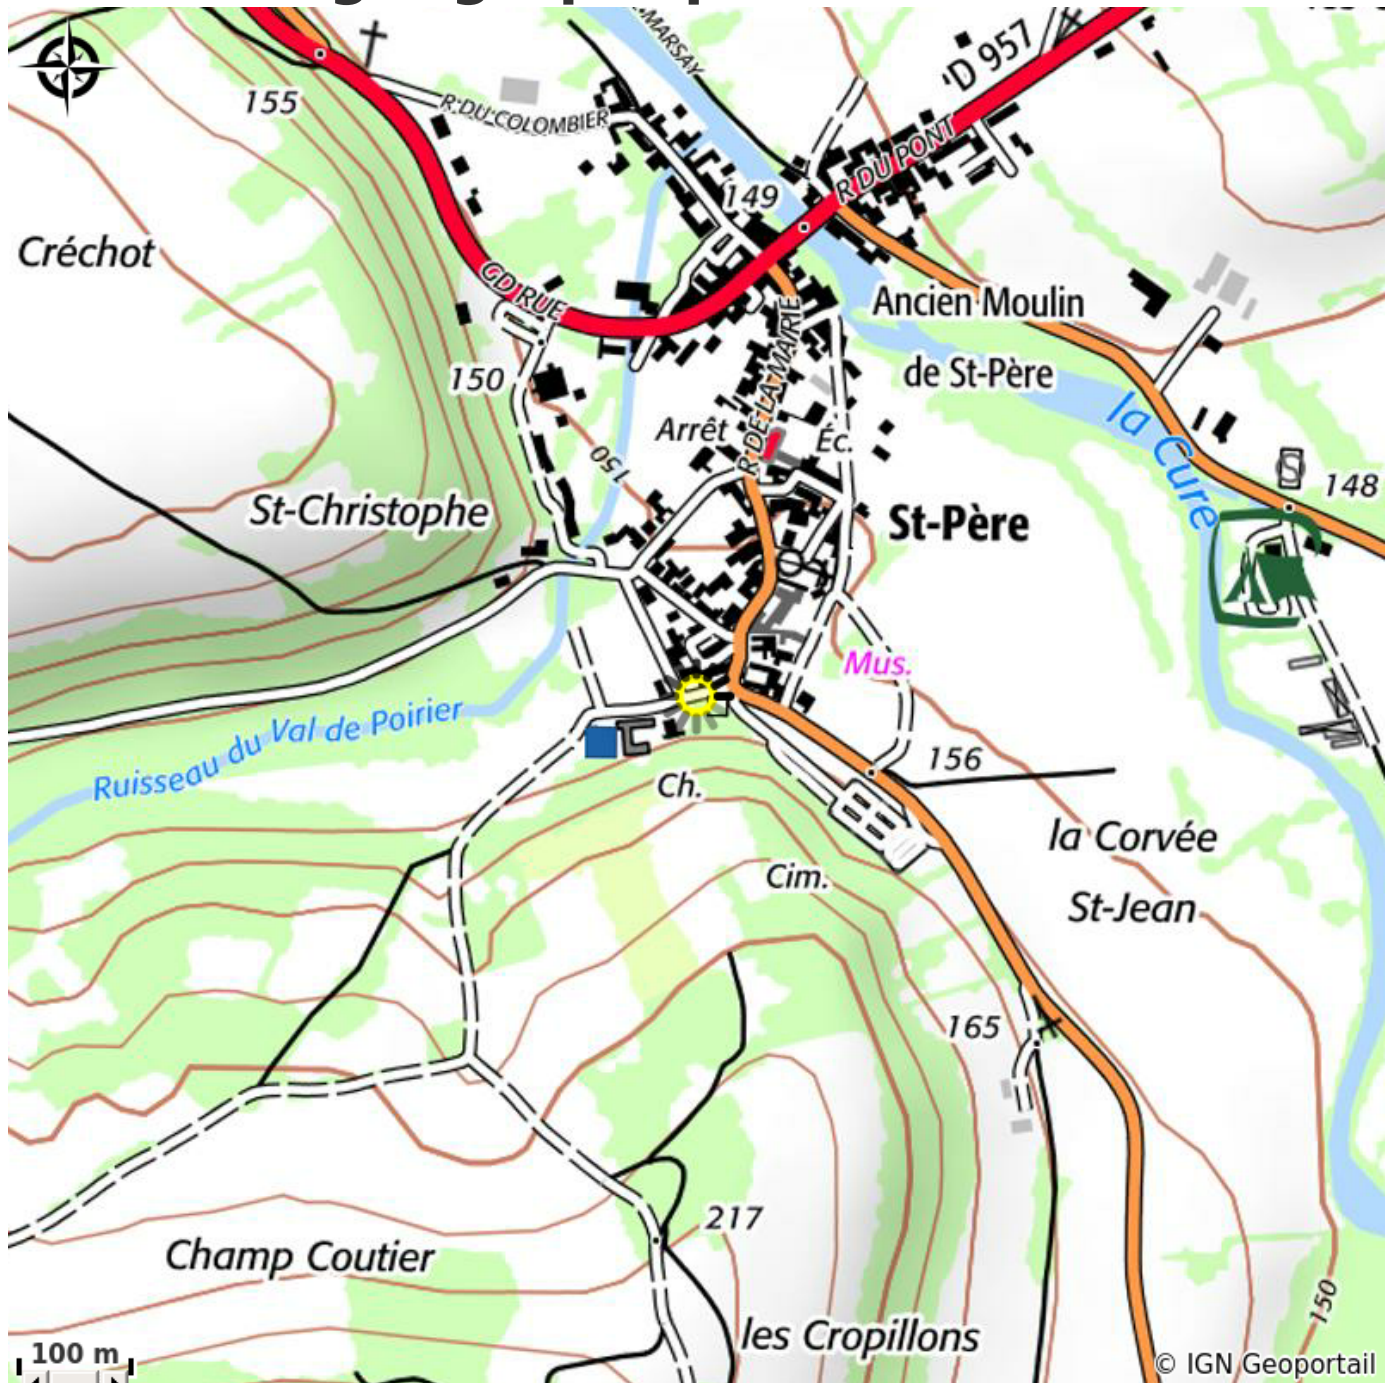 MARSAY
155
R DU COLOMBIER
D 957
R DU PONT
149
Créchot
GD RUE
Ancien Moulin
de St-Père
150
R DE LA MAIRIE
la Cure
Arrêt
Éc.
150
148
St-Christophe
St-Père
Mus.
Ruisseau du Val de Poirier
156
Ch.
la Corvée
St-Jean
Cim.
165
217
Champ Coutier
150
les Cropillons
100 m
© IGN Geoportail